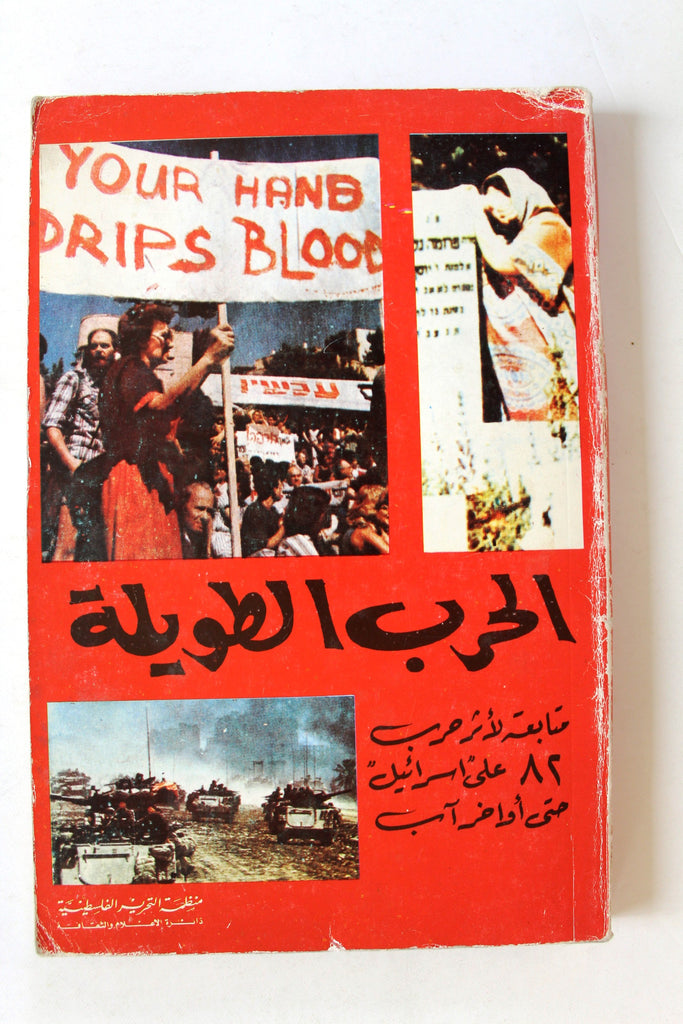 YOUR HAND
DRIPS BLOOD
עכשיו
الحرب الطويلة
متابعة لأثر حرب
٨٢ على "اسرائيل"
حتى أواخر آب
منظمة التحرير الفلسطينية
دائرة الاعلام والثقافة